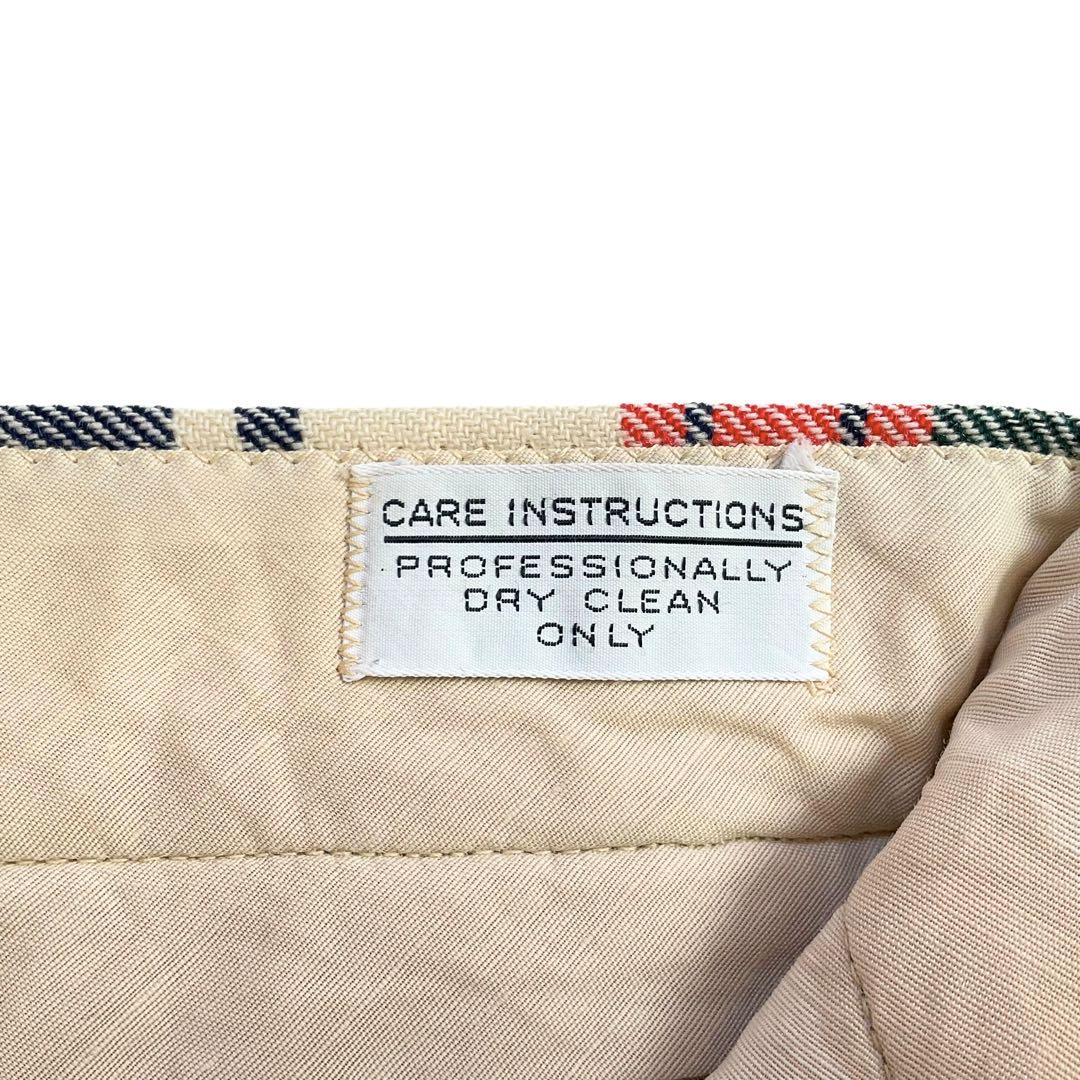 CARE INSTRUCTIONS
PROFESSIONALLY
DRY CLEAN
ONLY